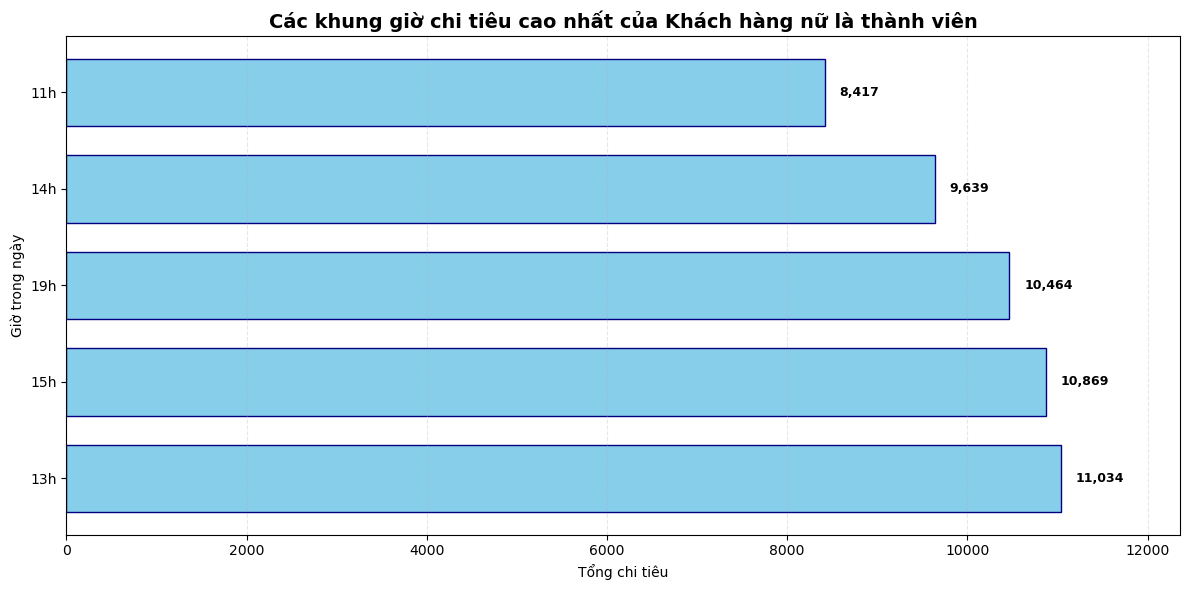 Các khung giờ chi tiêu cao nhất của Khách hàng nữ là thành viên
Giờ trong ngày
11h
8,417
14h
9,639
19h
10,464
15h
10,869
13h
11,034
0 2000 4000 6000 8000 10000 12000
Tổng chi tiêu